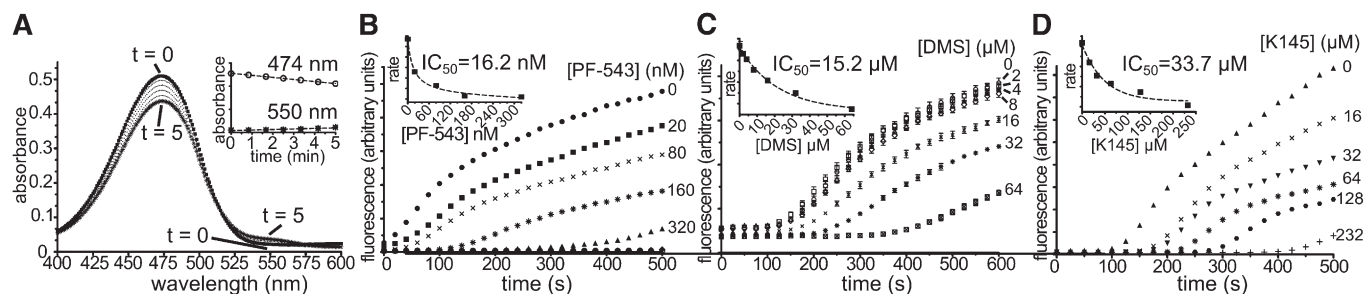 A
absorbance
0.5
0.4
0.3
0.2
0.1
0
400 425 450 475 500 525 550 575 600
wavelength (nm)
t = 0
t = 5
t = 5
t = 0
absorbance
474 nm
550 nm
0 1 2 3 4 5
time (min)
B
fluorescence (arbitrary units)
rate
IC50=16.2 nM
0 60 120 180 240 300
[PF-543] nM
[PF-543] (nM)
0
20
80
160
320
0 100 200 300 400 500
time (s)
C
fluorescence (arbitrary units)
rate
IC50=15.2 µM
0 10 20 30 40 50 60
[DMS] µM
[DMS] (µM)
0
2
4
8
16
32
64
0 100 200 300 400 500 600
time (s)
D
fluorescence (arbitrary units)
rate
IC50=33.7 µM
0 50 100 150 200 250
[K145] µM
[K145] (µM)
0
16
32
64
128
232
0 100 200 300 400 500
time (s)